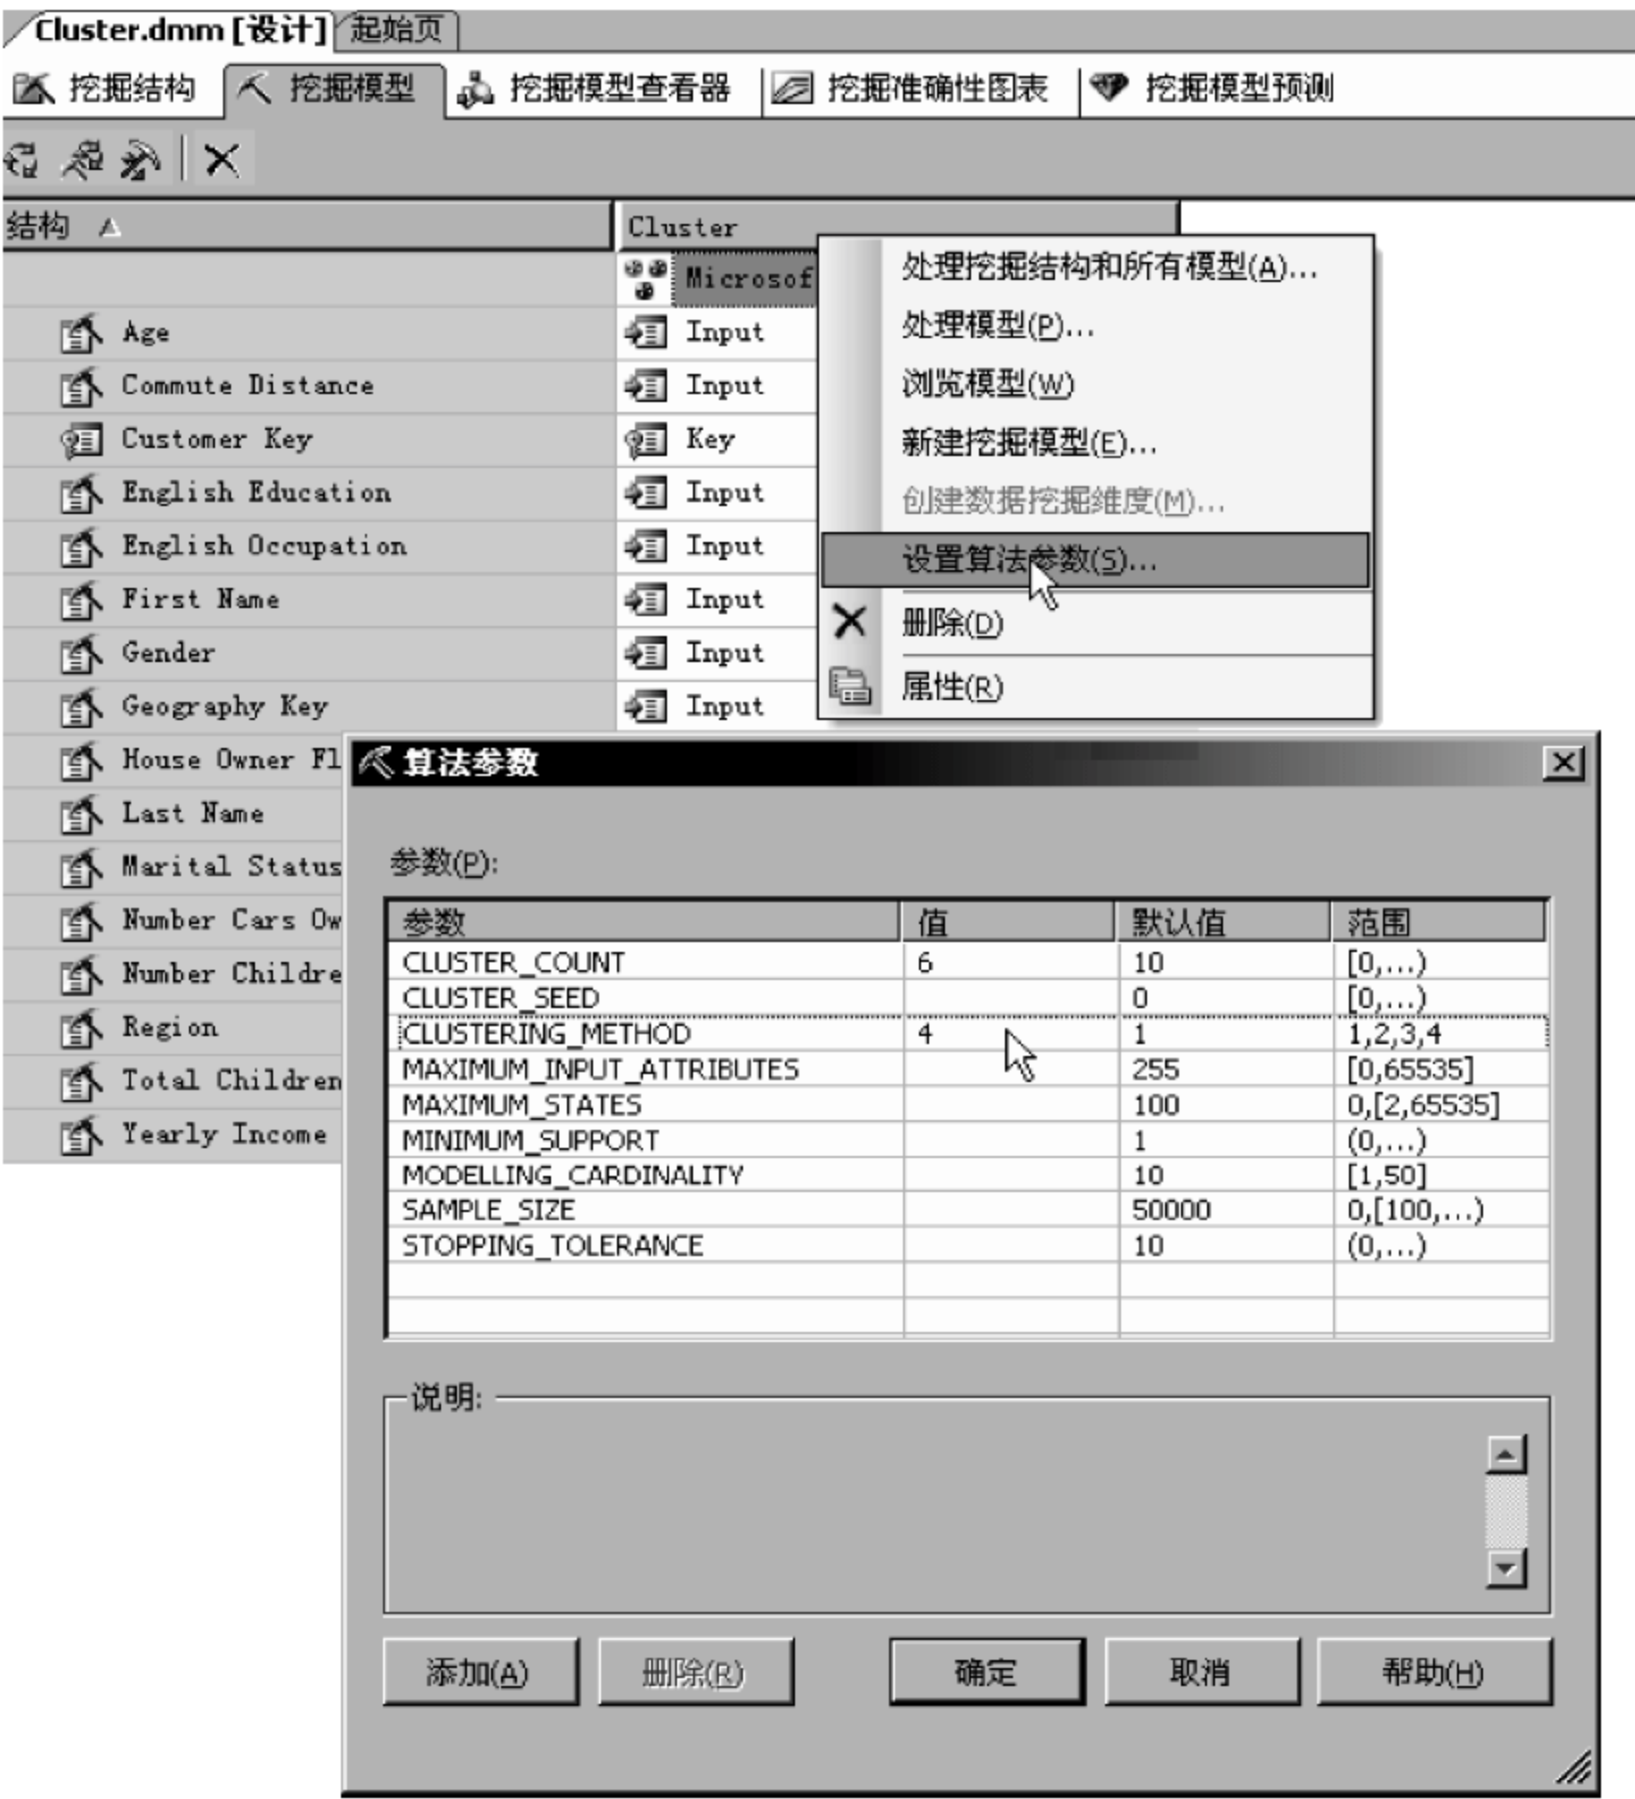 Cluster.dmm [设计] 起始页
挖掘结构 挖掘模型 挖掘模型查看器 挖掘准确性图表 挖掘模型预测
结构 Cluster
Microsof
Age Input
Commute Distance Input
Customer Key Key
English Education Input
English Occupation Input
First Name Input
Gender Input
Geography Key Input
House Owner Fl
Last Name
Marital Status
Number Cars Ow
Number Childre
Region
Total Children
Yearly Income
处理挖掘结构和所有模型(A)...
处理模型(P)...
浏览模型(W)
新建挖掘模型(E)...
创建数据挖掘维度(M)...
设置算法参数(S)...
删除(D)
属性(R)
算法参数
参数(P):
参数 值 默认值 范围
CLUSTER_COUNT 6 10 [0,...)
CLUSTER_SEED 0 [0,...)
CLUSTERING_METHOD 4 1 1,2,3,4
MAXIMUM_INPUT_ATTRIBUTES 255 [0,65535]
MAXIMUM_STATES 100 0,[2,65535]
MINIMUM_SUPPORT 1 (0,...)
MODELLING_CARDINALITY 10 [1,50]
SAMPLE_SIZE 50000 0,[100,...)
STOPPING_TOLERANCE 10 (0,...)
说明:
添加(A) 删除(R) 确定 取消 帮助(H)